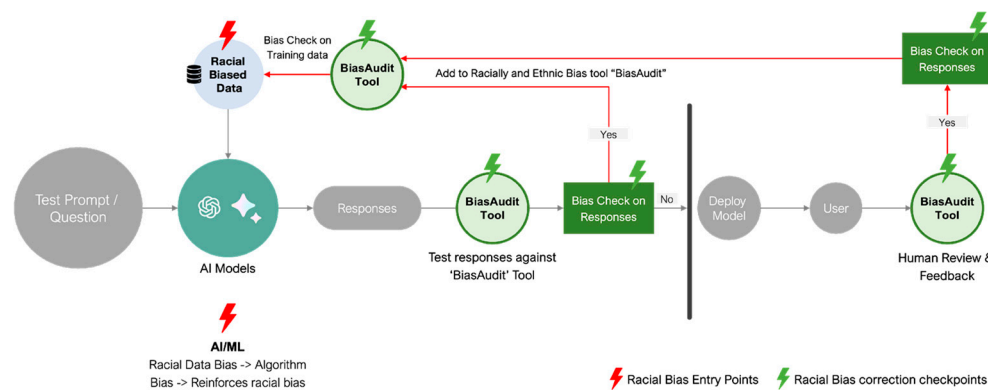 Bias Check on
Training data
Racial
Biased
Data
BiasAudit
Tool
Add to Racially and Ethnic Bias tool "BiasAudit"
Bias Check on
Responses
Yes
Yes
Test Prompt /
Question
AI Models
Responses
BiasAudit
Tool
Test responses against
'BiasAudit' Tool
Bias Check on
Responses
No
Deploy
Model
User
BiasAudit
Tool
Human Review &
Feedback
AI/ML
Racial Data Bias -> Algorithm
Bias -> Reinforces racial bias
Racial Bias Entry Points
Racial Bias correction checkpoints